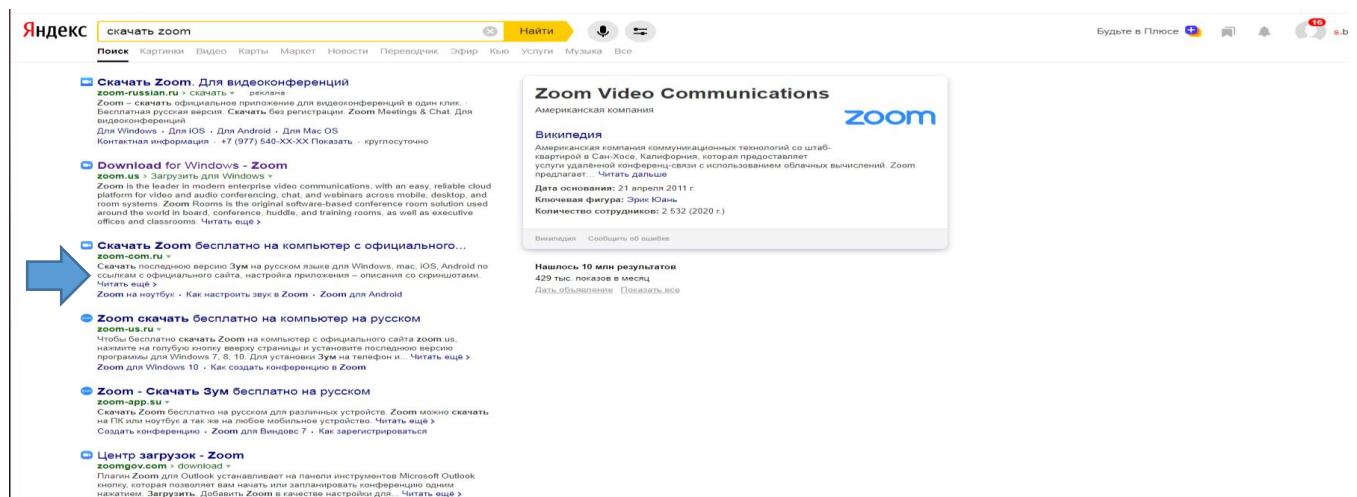 Яндекс
скачать zoom
Найти
Будьте в Плюсе
16
s.b
Поиск Картинки Видео Карты Маркет Новости Переводчик Эфир Кью Услуги Музыка Все
Скачать Zoom. Для видеоконференций
zoom-russian.ru › скачать реклама
Zoom – скачать официальное приложение для видеоконференций в один клик. ·
Бесплатная русская версия. Скачать без регистрации. Zoom Meetings & Chat. Для
видеоконференций
Для Windows · Для iOS · Для Android · Для Mac OS
Контактная информация · +7 (977) 540-XX-XX Показать · круглосуточно
Download for Windows - Zoom
zoom.us › Загрузить для Windows
Zoom is the leader in modern enterprise video communications, with an easy, reliable cloud
platform for video and audio conferencing, chat, and webinars across mobile, desktop, and
room systems. Zoom Rooms is the original software-based conference room solution used
around the world in board, conference, huddle, and training rooms, as well as executive
offices and classrooms. Читать ещё >
Скачать Zoom бесплатно на компьютер с официального...
zoom-com.ru
Скачать последнюю версию Зум на русском языке для Windows, mac, iOS, Android по
ссылкам с официального сайта, настройка приложения – описания со скриншотами.
Читать ещё >
Zoom на ноутбук · Как настроить звук в Zoom · Zoom для Android
Zoom скачать бесплатно на компьютер на русском
zoom-us.ru
Чтобы бесплатно скачать Zoom на компьютер с официального сайта zoom.us,
нажмите на голубую кнопку вверху страницы и установите последнюю версию
программы для Windows 7, 8, 10. Для установки Зум на телефон и... Читать ещё >
Zoom для Windows 10 · Как создать конференцию в Zoom
Zoom - Скачать Зум бесплатно на русском
zoom-app.su
Скачать Zoom бесплатно на русском для различных устройств. Zoom можно скачать
на ПК или ноутбук а так же на любое мобильное устройство. Читать ещё >
Создать конференцию · Zoom для Виндовс 7 · Как зарегистрироваться
Центр загрузок - Zoom
zoomgov.com › download
Плагин Zoom для Outlook устанавливает на панели инструментов Microsoft Outlook
кнопку, которая позволяет вам начать или запланировать конференцию одним
нажатием. Загрузить. Добавить Zoom в качестве настройки для... Читать ещё >
Zoom Video Communications
Американская компания
zoom
Википедия
Американская компания коммуникационных технологий со штаб-
квартирой в Сан-Хосе, Калифорния, которая предоставляет
услуги удалённой конференц-связи с использованием облачных вычислений. Zoom
предлагает... Читать дальше
Дата основания: 21 апреля 2011 г.
Ключевая фигура: Эрик Юань
Количество сотрудников: 2 532 (2020 г.)
Википедия Сообщить об ошибке
Нашлось 10 млн результатов
429 тыс. показов в месяц
Дать объявление Показать все